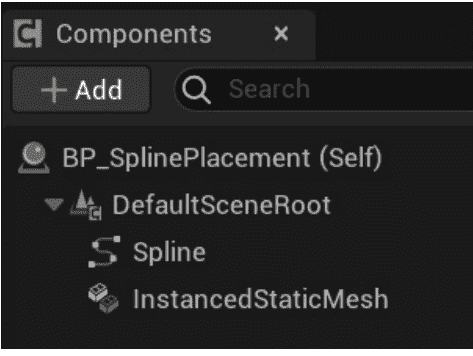 Components ×
+ Add Search
BP_SplinePlacement (Self)
DefaultSceneRoot
Spline
InstancedStaticMesh